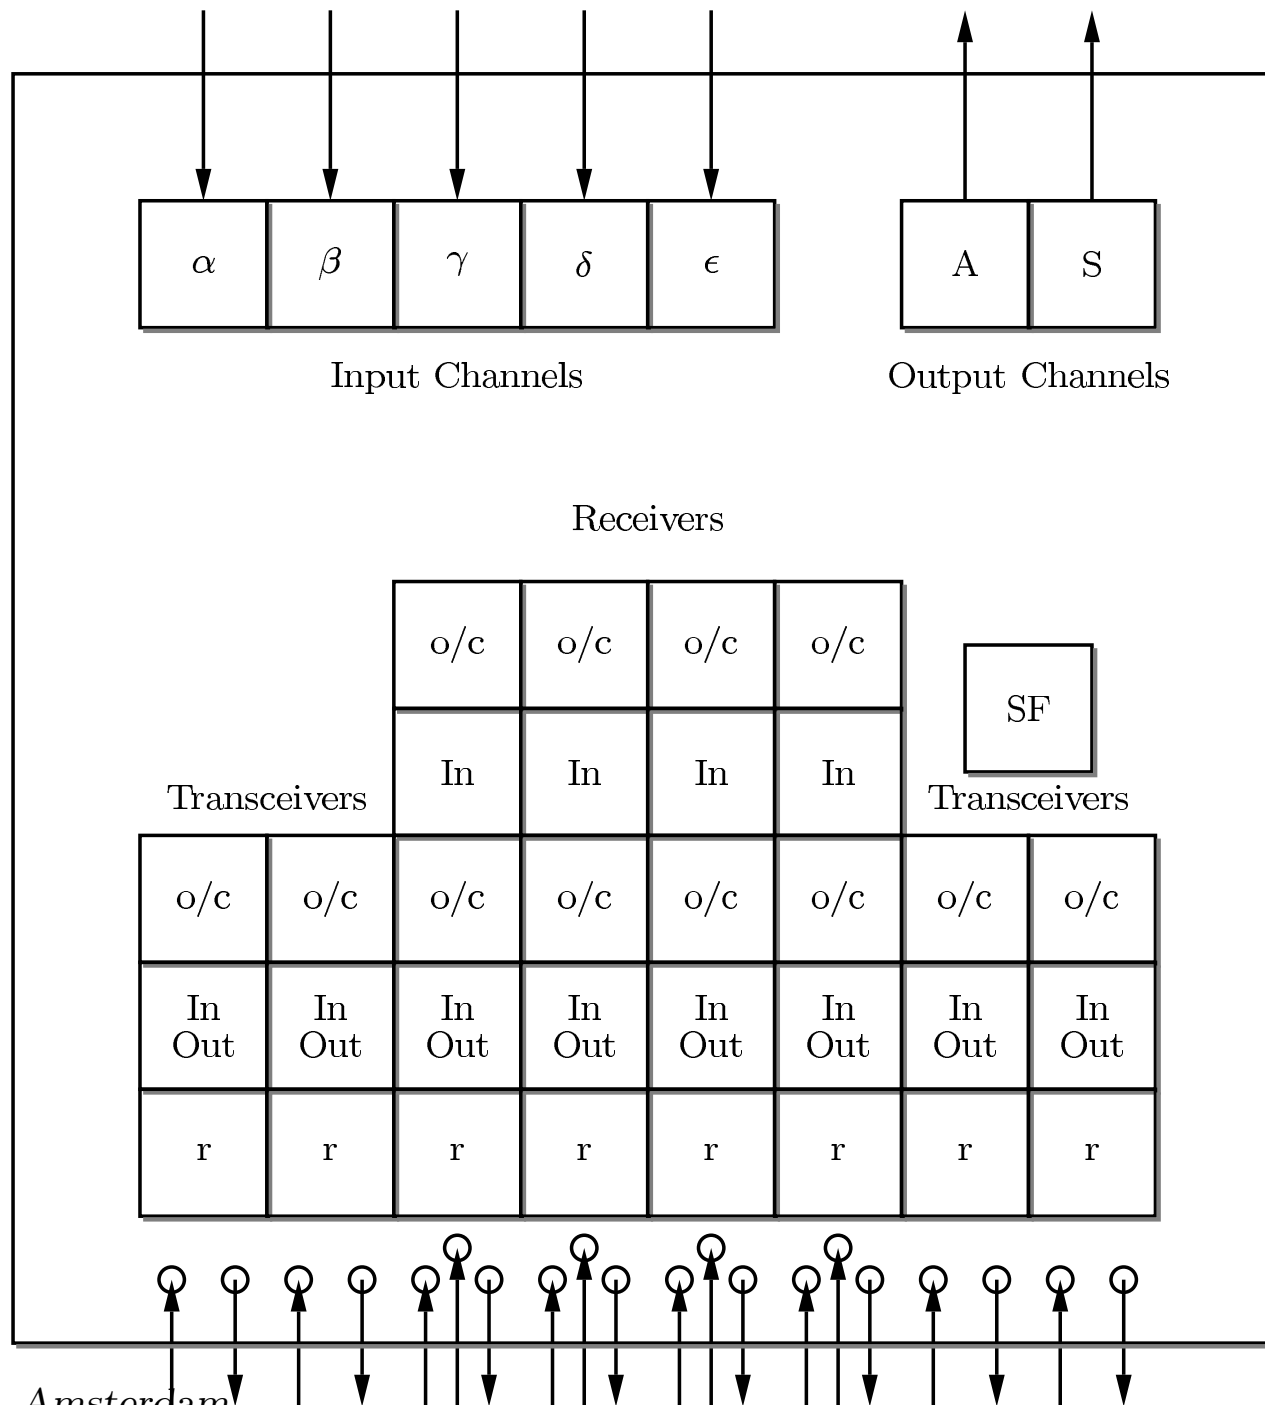 α β γ δ ϵ A S
Input Channels Output Channels
Receivers
o/c o/c o/c o/c
SF
In In In In
Transceivers Transceivers
o/c o/c o/c o/c o/c o/c o/c o/c
In In In In In In In In
Out Out Out Out Out Out Out Out
r r r r r r r r
Amsterdam